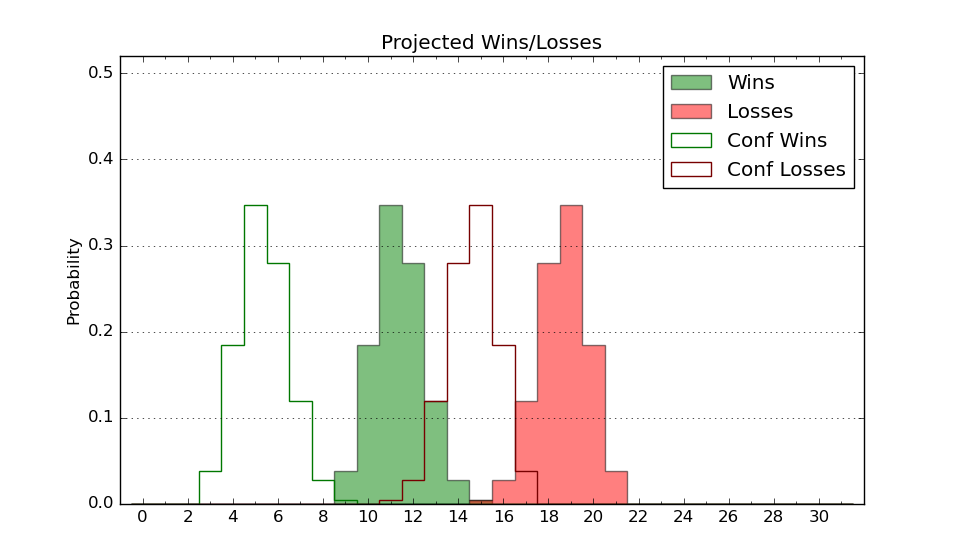 Projected Wins/Losses
Probability
0.5
0.4
0.3
0.2
0.1
0.0
Wins
Losses
Conf Wins
Conf Losses
0 2 4 6 8 10 12 14 16 18 20 22 24 26 28 30